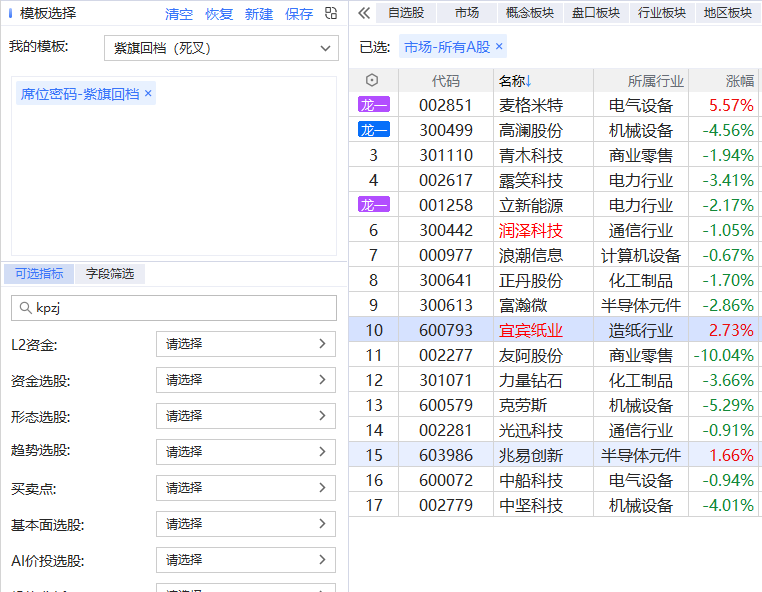 模板选择 清空 恢复 新建 保存
我的模板: 紫旗回档（死叉）
席位密码-紫旗回档 ×
可选指标 字段筛选
kpzj
L2资金: 请选择
资金选股: 请选择
形态选股: 请选择
趋势选股: 请选择
买卖点: 请选择
基本面选股: 请选择
AI价投选股: 请选择
自选股 市场 概念板块 盘口板块 行业板块 地区板块
已选: 市场-所有A股 ×
代码 名称↓ 所属行业 涨幅
龙一 002851 麦格米特 电气设备 5.57%
龙一 300499 高澜股份 机械设备 -4.56%
3 301110 青木科技 商业零售 -1.94%
4 002617 露笑科技 电力行业 -3.41%
龙一 001258 立新能源 电力行业 -2.17%
6 300442 润泽科技 通信行业 -1.05%
7 000977 浪潮信息 计算机设备 -0.67%
8 300641 正丹股份 化工制品 -1.70%
9 300613 富瀚微 半导体元件 -2.86%
10 600793 宜宾纸业 造纸行业 2.73%
11 002277 友阿股份 商业零售 -10.04%
12 301071 力量钻石 化工制品 -3.66%
13 600579 克劳斯 机械设备 -5.29%
14 002281 光迅科技 通信行业 -0.91%
15 603986 兆易创新 半导体元件 1.66%
16 600072 中船科技 电气设备 -0.94%
17 002779 中坚科技 机械设备 -4.01%